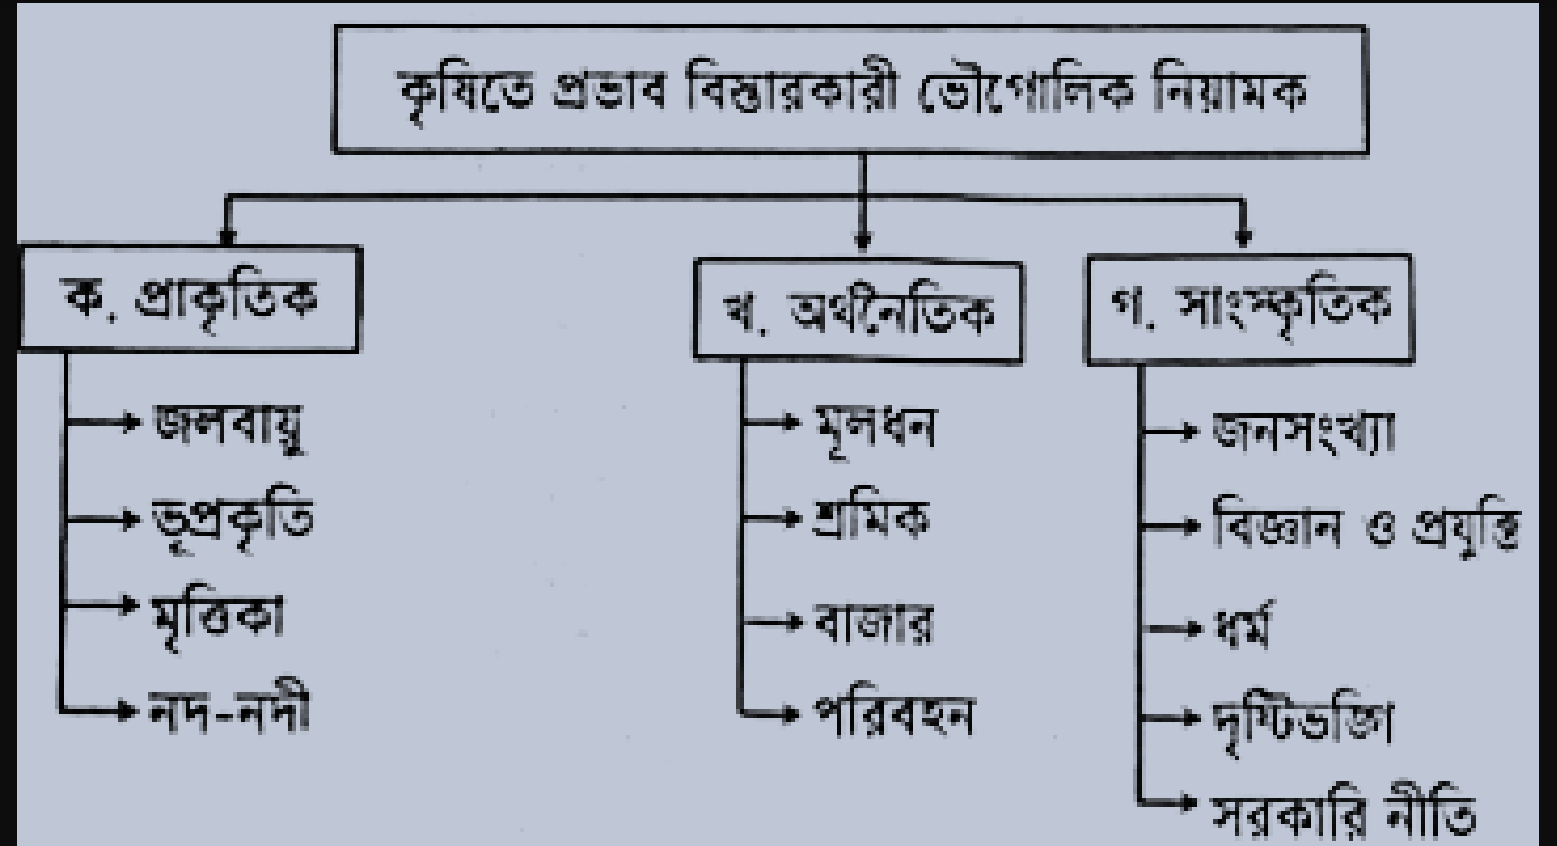 কৃষিতে প্রভাব বিস্তারকারী ভৌগোলিক নিয়ামক
ক. প্রাকৃতিক
জলবায়ু
ভূপ্রকৃতি
মৃত্তিকা
নদ-নদী
খ. অর্থনৈতিক
মূলধন
শ্রমিক
বাজার
পরিবহন
গ. সাংস্কৃতিক
জনসংখ্যা
বিজ্ঞান ও প্রযুক্তি
ধর্ম
দৃষ্টিভঙ্গি
সরকারি নীতি